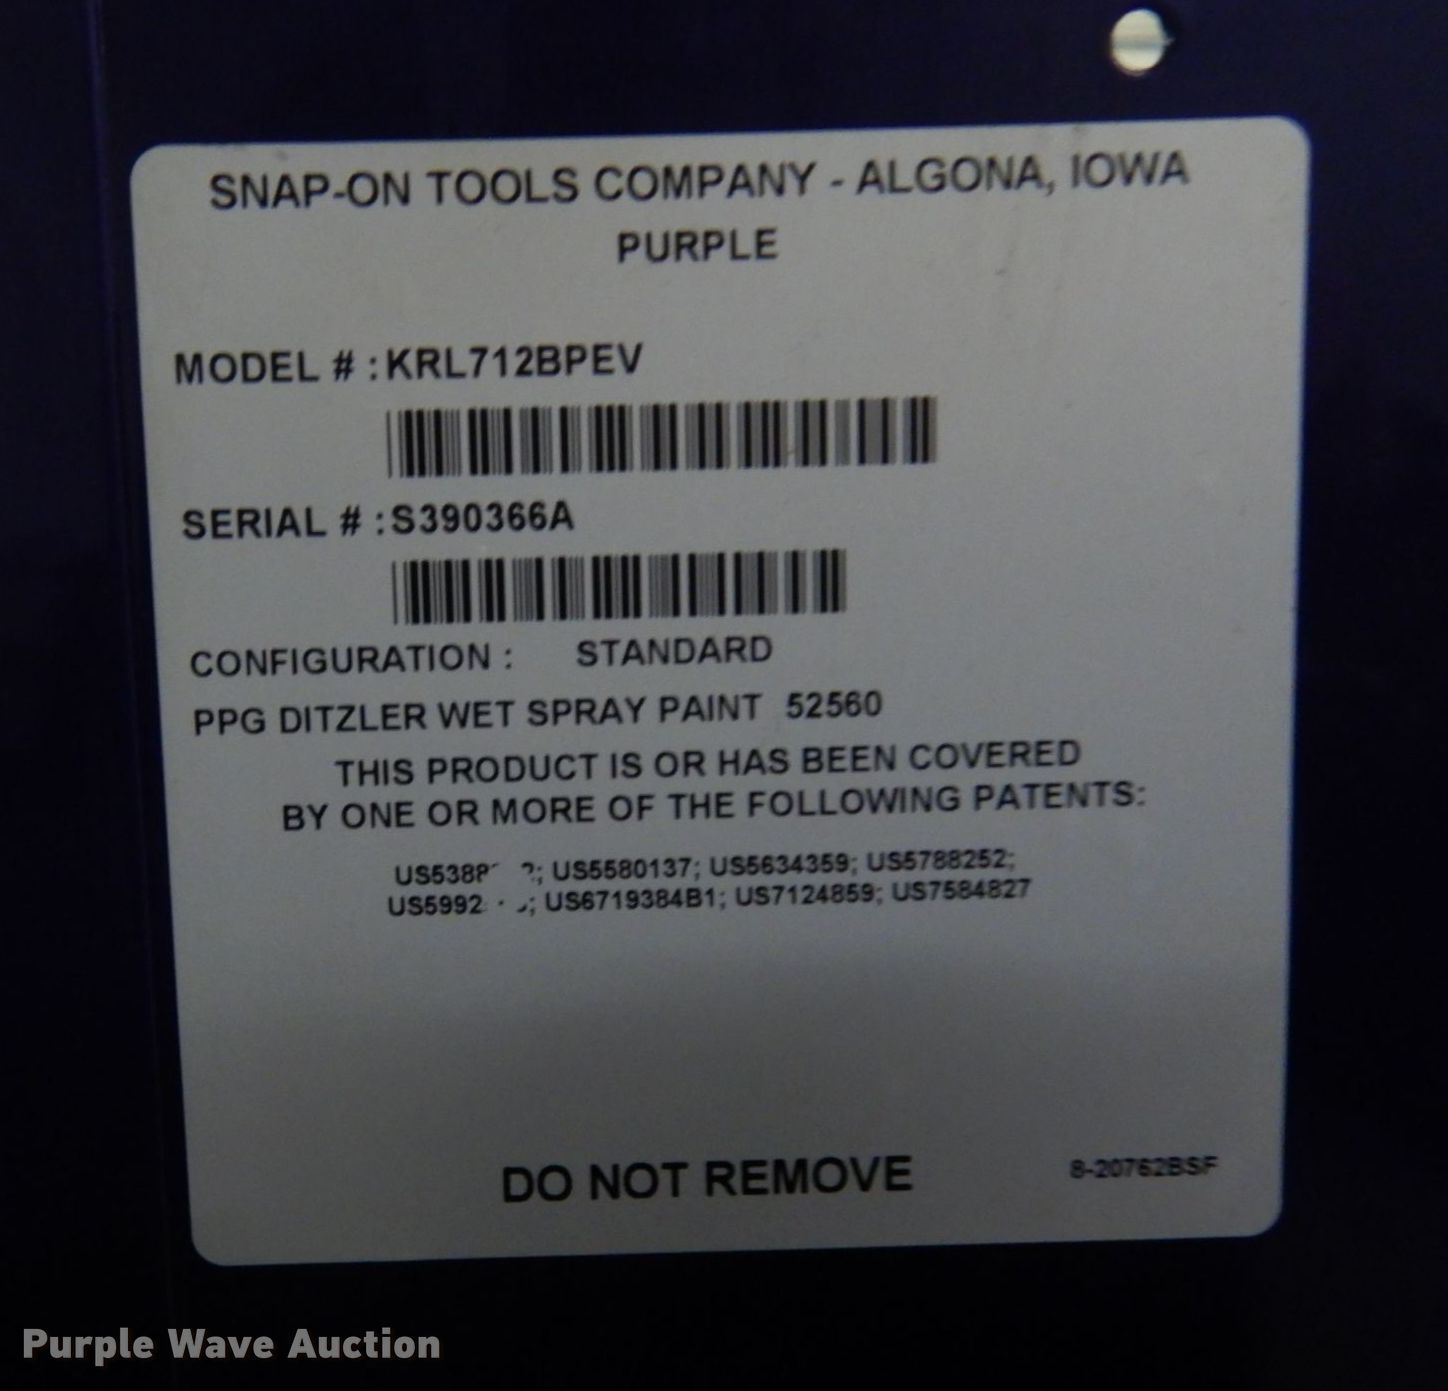 SNAP-ON TOOLS COMPANY - ALGONA, IOWA
PURPLE
MODEL # : KRL712BPEV
SERIAL # : S390366A
CONFIGURATION : STANDARD
PPG DITZLER WET SPRAY PAINT 52560
THIS PRODUCT IS OR HAS BEEN COVERED
BY ONE OR MORE OF THE FOLLOWING PATENTS:
US5580137; US5634359; US5788252;
US6719384B1; US7124859; US7584827
DO NOT REMOVE
8-20762BSF
Purple Wave Auction